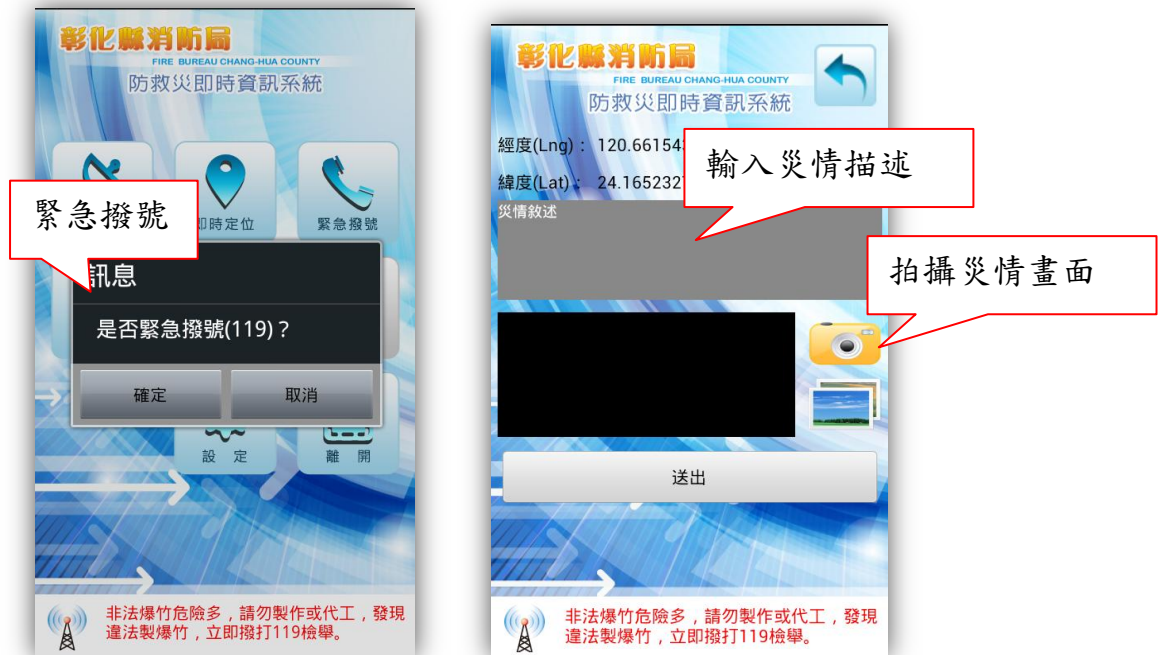 彰化縣消防局
FIRE BUREAU CHANG-HUA COUNTY
防救災即時資訊系統
緊急撥號
即時定位
緊急撥號
訊息
是否緊急撥號(119)?
確定
取消
設 定
離 開
非法爆竹危險多,請勿製作或代工,發現
違法製爆竹,立即撥打119檢舉。
彰化縣消防局
FIRE BUREAU CHANG-HUA COUNTY
防救災即時資訊系統
經度(Lng): 120.66154
輸入災情描述
緯度(Lat): 24.165232
災情敘述
拍攝災情畫面
送出
非法爆竹危險多,請勿製作或代工,發現
違法製爆竹,立即撥打119檢舉。